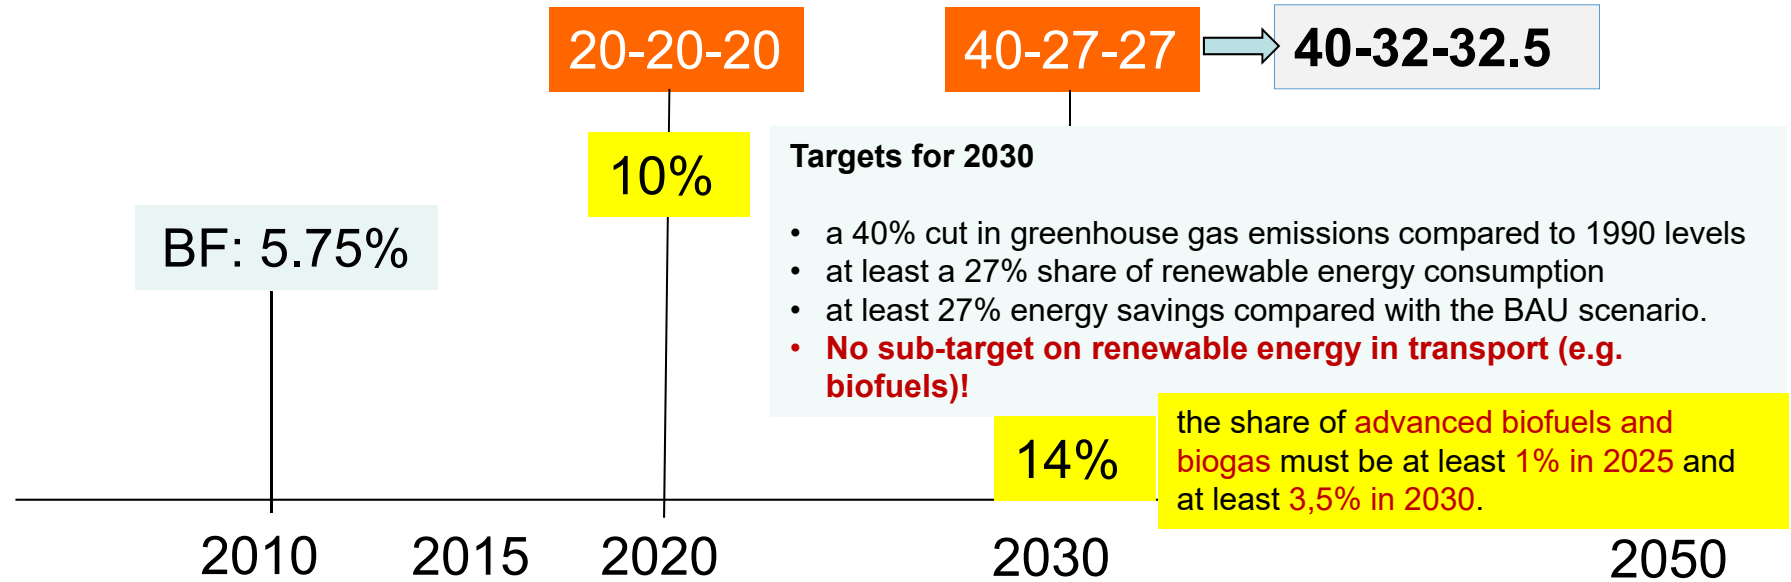 20-20-20
40-27-27
40-32-32.5
10%
BF: 5.75%
Targets for 2030
• a 40% cut in greenhouse gas emissions compared to 1990 levels
• at least a 27% share of renewable energy consumption
• at least 27% energy savings compared with the BAU scenario.
• No sub-target on renewable energy in transport (e.g.
biofuels)!
14%
the share of advanced biofuels and
biogas must be at least 1% in 2025 and
at least 3,5% in 2030.
2010
2015
2020
2030
2050